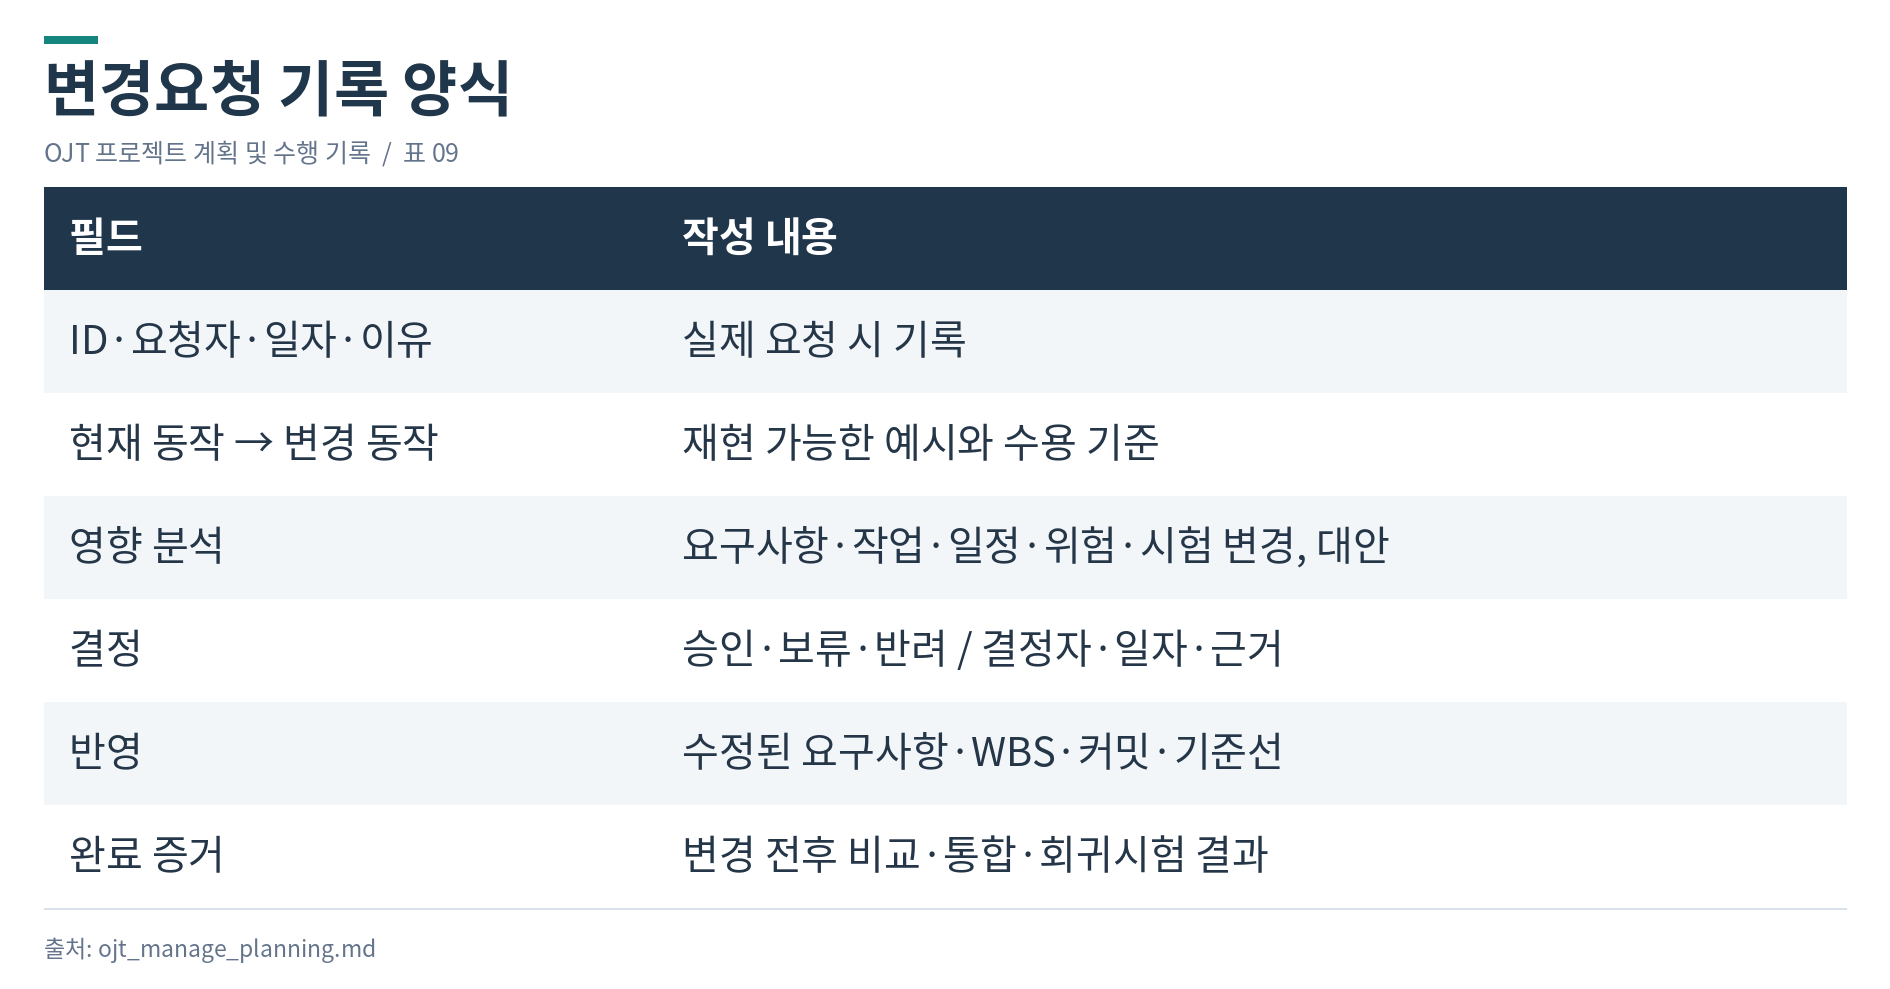 변경요청 기록 양식
OJT 프로젝트 계획 및 수행 기록 / 표 09
필드 작성 내용
ID·요청자·일자·이유 실제 요청 시 기록
현재 동작 → 변경 동작 재현 가능한 예시와 수용 기준
영향 분석 요구사항·작업·일정·위험·시험 변경, 대안
결정 승인·보류·반려 / 결정자·일자·근거
반영 수정된 요구사항·WBS·커밋·기준선
완료 증거 변경 전후 비교·통합·회귀시험 결과
출처: ojt_manage_planning.md